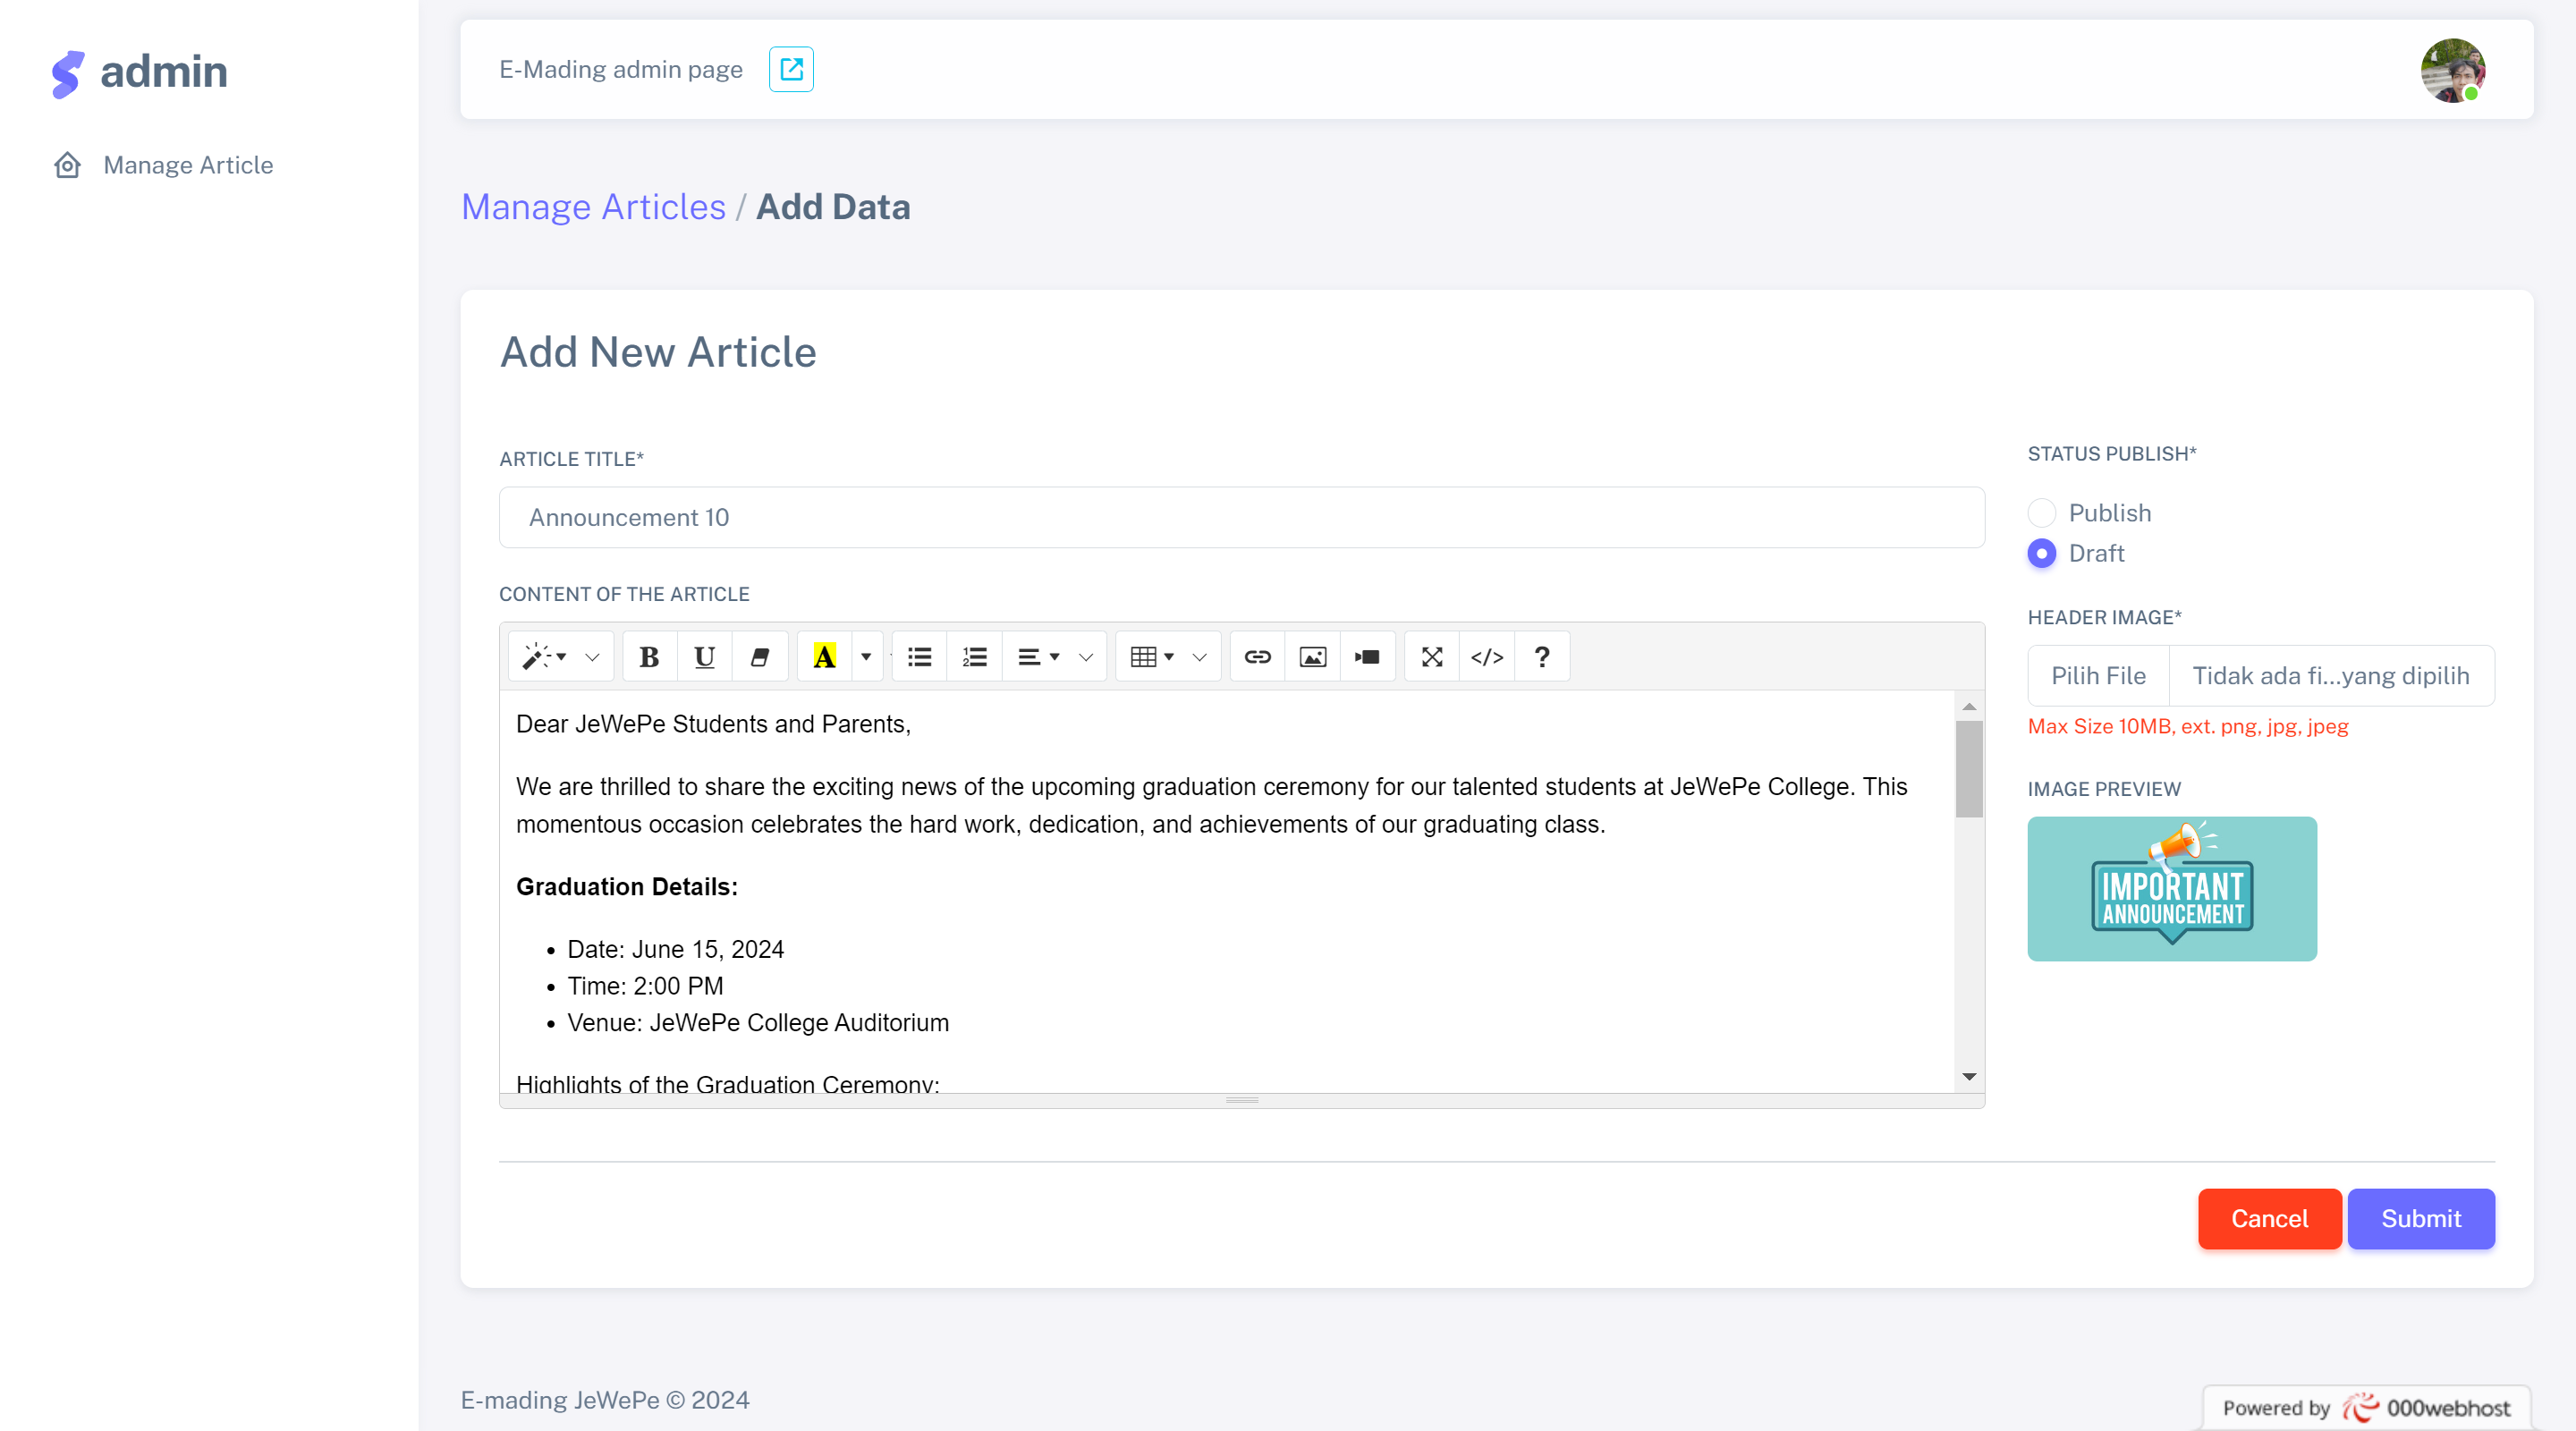 admin
Manage Article
E-Mading admin page
Manage Articles / Add Data
Add New Article
ARTICLE TITLE*
Announcement 10
CONTENT OF THE ARTICLE
B U A </> ?
Dear JeWePe Students and Parents,
We are thrilled to share the exciting news of the upcoming graduation ceremony for our talented students at JeWePe College. This
momentous occasion celebrates the hard work, dedication, and achievements of our graduating class.
Graduation Details:
• Date: June 15, 2024
• Time: 2:00 PM
• Venue: JeWePe College Auditorium
Highlights of the Graduation Ceremony:
STATUS PUBLISH*
Publish
Draft
HEADER IMAGE*
Pilih File Tidak ada fi...yang dipilih
Max Size 10MB, ext. png, jpg, jpeg
IMAGE PREVIEW
IMPORTANT
ANNOUNCEMENT
Cancel Submit
E-mading JeWePe © 2024
Powered by 000webhost